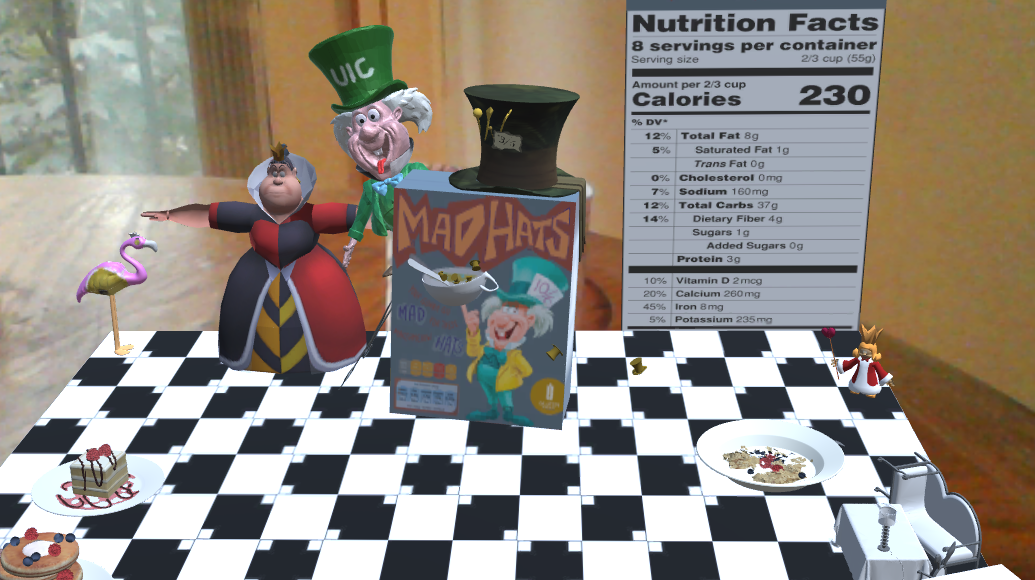 UIC
Nutrition Facts
8 servings per container
Serving size 2/3 cup (55g)
Amount per 2/3 cup
Calories 230
% DV*
12% Total Fat 8g
5% Saturated Fat 1g
Trans Fat 0g
0% Cholesterol 0mg
7% Sodium 160mg
12% Total Carbs 37g
14% Dietary Fiber 4g
Sugars 1g
Added Sugars 0g
Protein 3g
10% Vitamin D 2mcg
20% Calcium 260mg
45% Iron 8mg
5% Potassium 235mg
MAD HATS
MAD